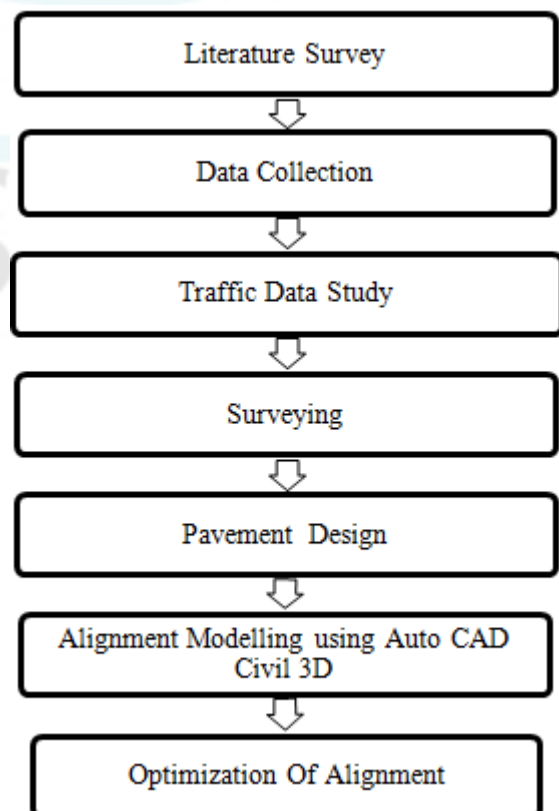 Literature Survey
Data Collection
Traffic Data Study
Surveying
Pavement Design
Alignment Modelling using Auto CAD
Civil 3D
Optimization Of Alignment